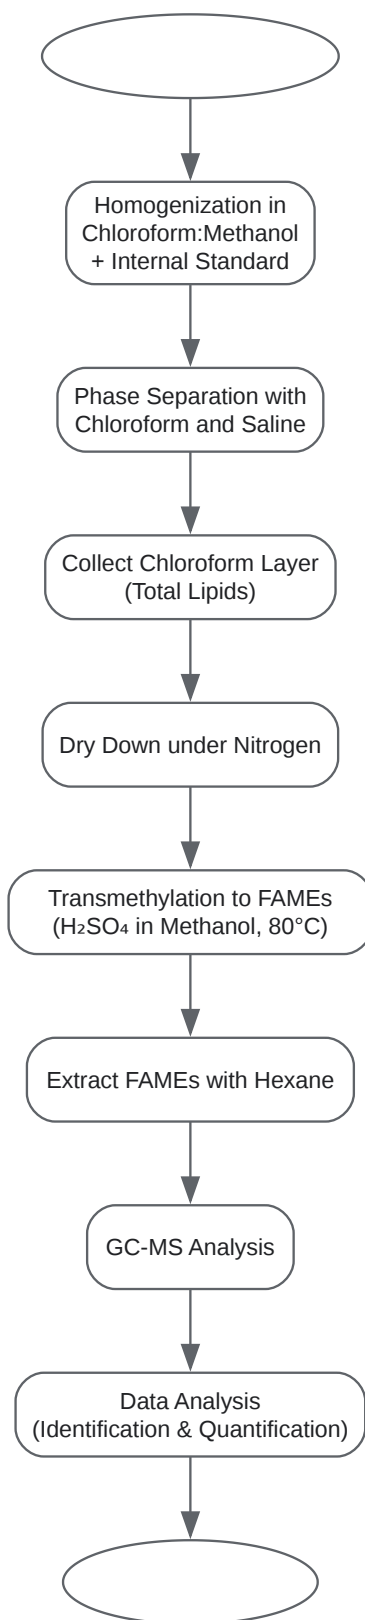 Homogenization in
Chloroform:Methanol
+ Internal Standard
Phase Separation with
Chloroform and Saline
Collect Chloroform Layer
(Total Lipids)
Dry Down under Nitrogen
Transmethylation to FAMEs
(H₂SO₄ in Methanol, 80°C)
Extract FAMEs with Hexane
GC-MS Analysis
Data Analysis
(Identification & Quantification)